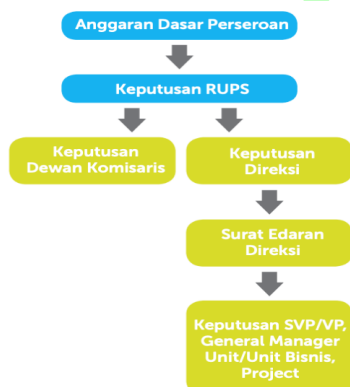 Anggaran Dasar Perseroan
Keputusan RUPS
Keputusan
Dewan Komisaris
Keputusan
Direksi
Surat Edaran
Direksi
Keputusan SVP/VP,
General Manager
Unit/Unit Bisnis,
Project